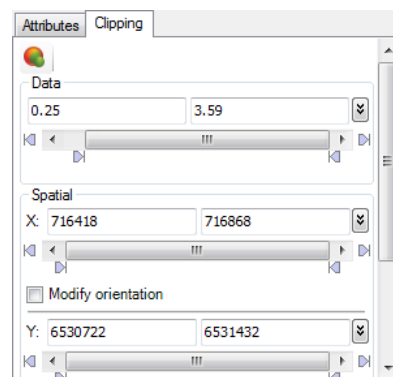 Attributes Clipping
Data
0.25 3.59
Spatial
X: 716418 716868
Modify orientation
Y: 6530722 6531432